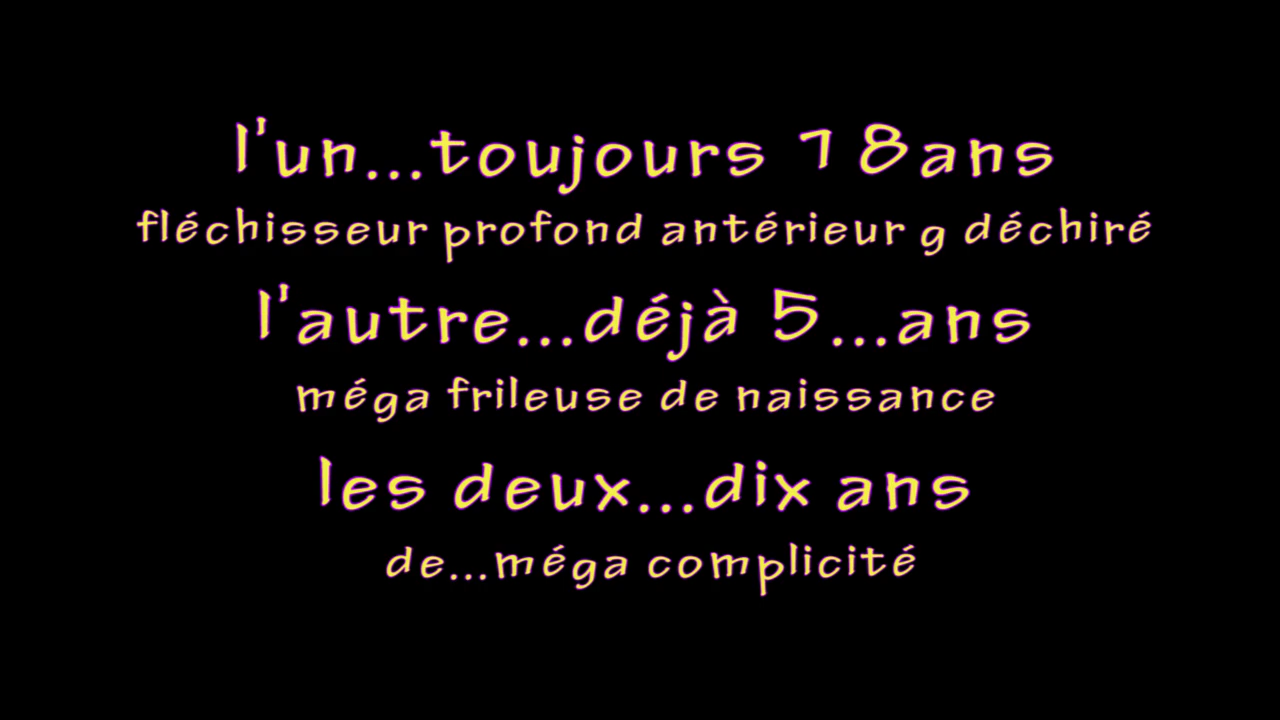 l'un...toujours 18ans
fléchisseur profond antérieur g déchiré
l'autre...déjà 5...ans
méga frileuse de naissance
les deux...dix ans
de...méga complicité